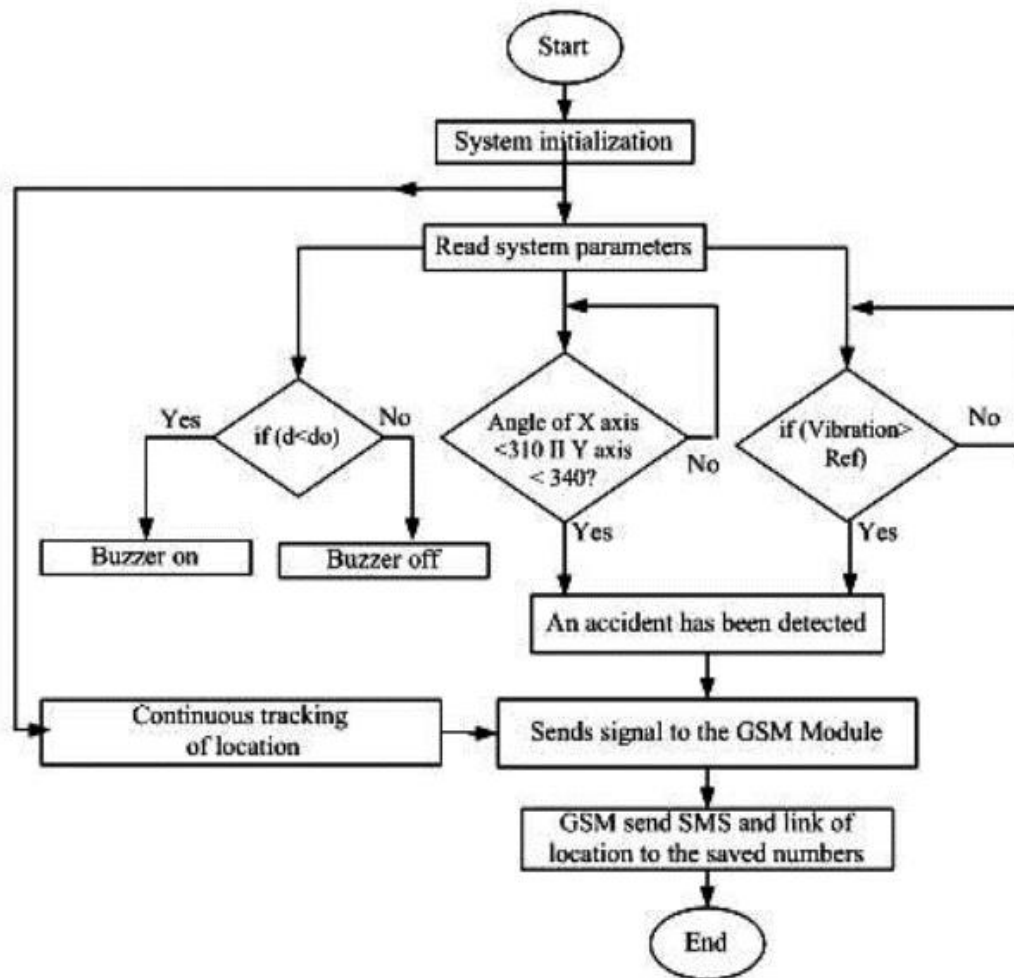 Start
System initialization
Read system parameters
Yes
if (d<do)
No
Angle of X axis
<310 II Y axis
< 340?
No
if (Vibration>
Ref)
No
Yes
Yes
Buzzer on
Buzzer off
An accident has been detected
Continuous tracking
of location
Sends signal to the GSM Module
GSM send SMS and link of
location to the saved numbers
End